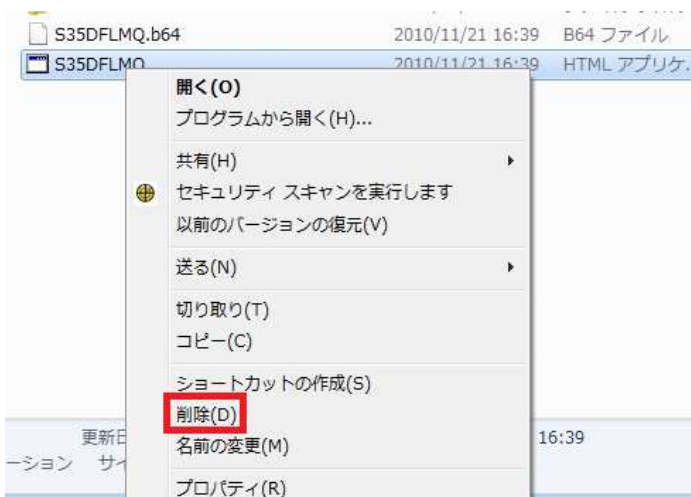 S35DFLMQ.b64 2010/11/21 16:39 B64 ファイル
S35DFLMQ 2010/11/21 16:39 HTML アプリケ.
開く(O)
プログラムから開く(H)...
共有(H)
セキュリティ スキャンを実行します
以前のバージョンの復元(V)
送る(N)
切り取り(T)
コピー(C)
ショートカットの作成(S)
削除(D)
更新日 16:39
名前の変更(M)
ーション サイ
プロパティ(R)